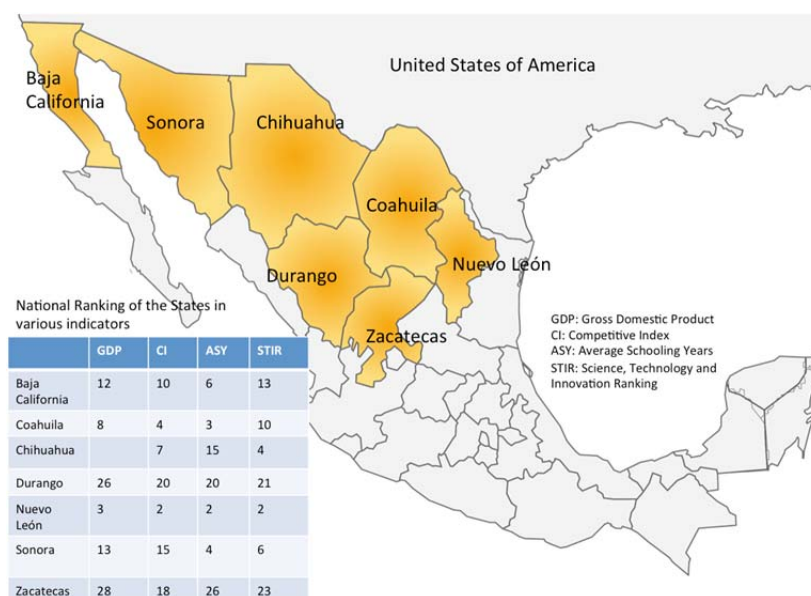 United States of America
Baja
California
Sonora
Chihuahua
Coahuila
Durango
Nuevo León
Zacatecas
National Ranking of the States in
various indicators
GDP CI ASY STIR
Baja
California 12 10 6 13
Coahuila 8 4 3 10
Chihuahua 7 15 4
Durango 26 20 20 21
Nuevo
León 3 2 2 2
Sonora 13 15 4 6
Zacatecas 28 18 26 23
GDP: Gross Domestic Product
CI: Competitive Index
ASY: Average Schooling Years
STIR: Science, Technology and
Innovation Ranking